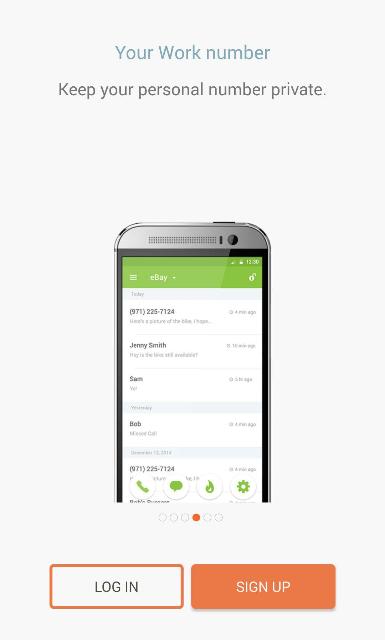 Your Work number
Keep your personal number private.
12:30
eBay
Today
(971) 225-7124
4 min ago
Here's a picture of the bike, I hope...
Jenny Smith
10 min ago
Hey is the bike still available?
Sam
5 hr ago
Yo!
Yesterday
Bob
4 min ago
Missed Call
December 12, 2014
(971) 225-7124
4 min ago
4 min ago
LOG IN
SIGN UP